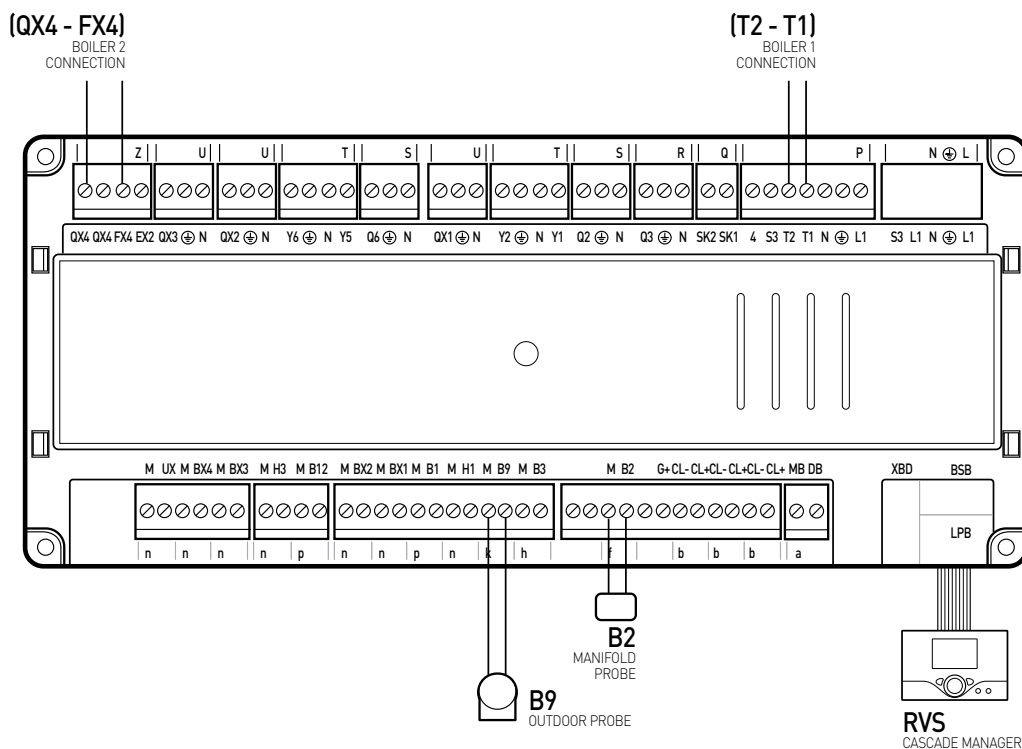 (QX4 - FX4)
BOILER 2
CONNECTION
(T2 - T1)
BOILER 1
CONNECTION
Z U U T S U T S R Q P N L
QX4 QX4 FX4 EX2 QX3 N QX2 N Y6 N Y5 Q6 N QX1 N Y2 N Y1 Q2 N Q3 N SK2 SK1 4 S3 T2 T1 N L1 S3 L1 N L1
M UX M BX4 M BX3 M H3 M B12 M BX2 M BX1 M B1 M H1 M B9 M B3 M B2 G+ CL- CL+ CL- CL+ CL- CL+ MB DB XBD BSB
LPB
n n n n p n n p n k h f b b b a
B2
MANIFOLD
PROBE
B9
OUTDOOR PROBE
RVS
CASCADE MANAGER